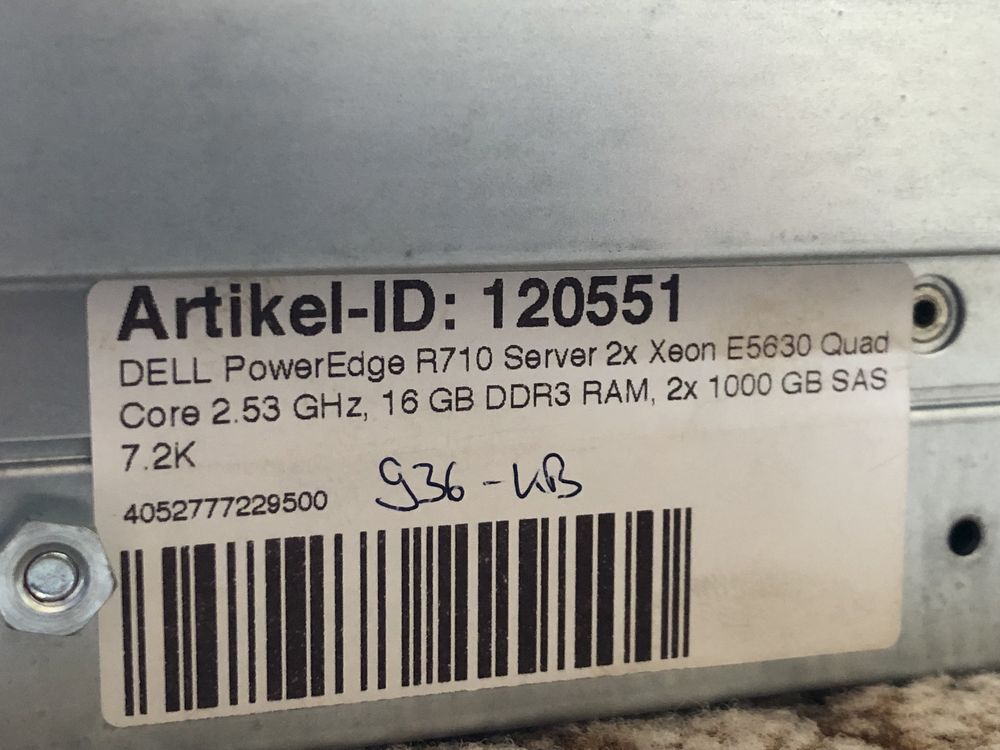 Artikel-ID: 120551
DELL PowerEdge R710 Server 2x Xeon E5630 Quad
Core 2.53 GHz, 16 GB DDR3 RAM, 2x 1000 GB SAS
7.2K
4052777229500
936-KB